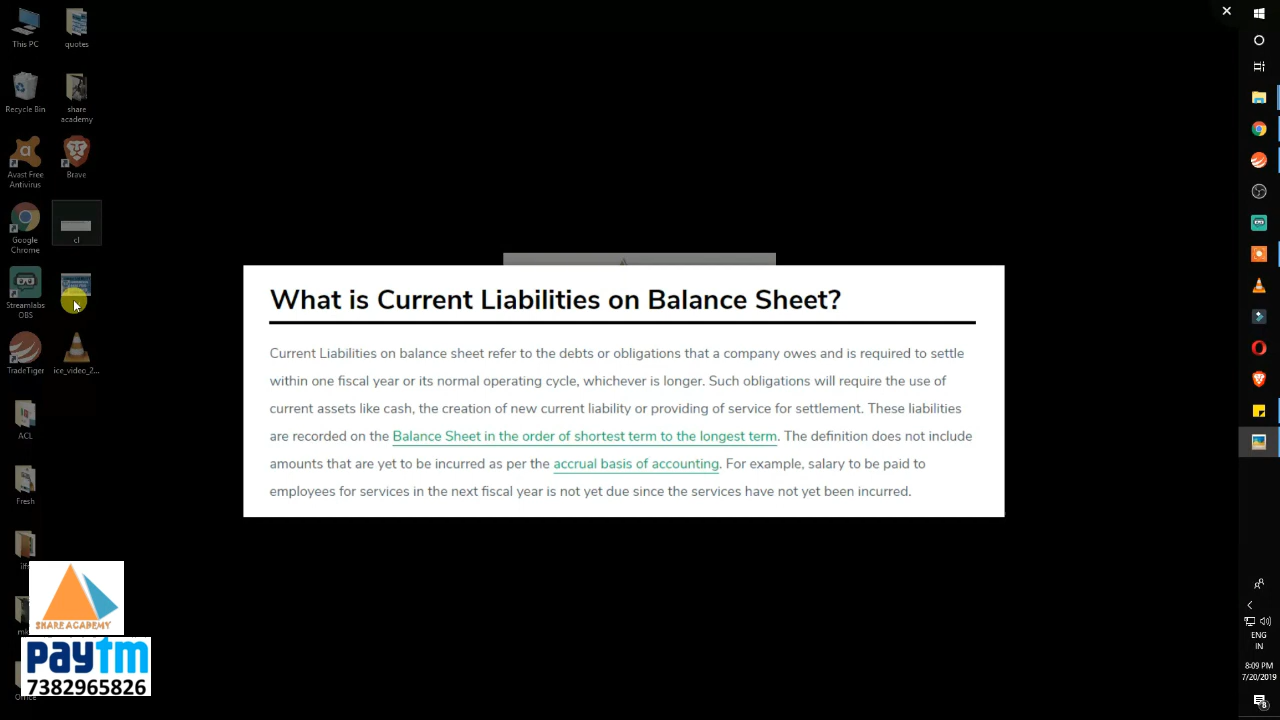 This PC
quotes
Recycle Bin
share
academy
Avast Free
Antivirus
Brave
Google
Chrome
cl
Streamlabs
OBS
TradeTiger
ice_video_2...
ACL
Fresh
What is Current Liabilities on Balance Sheet?
Current Liabilities on balance sheet refer to the debts or obligations that a company owes and is required to settle
within one fiscal year or its normal operating cycle, whichever is longer. Such obligations will require the use of
current assets like cash, the creation of new current liability or providing of service for settlement. These liabilities
are recorded on the Balance Sheet in the order of shortest term to the longest term. The definition does not include
amounts that are yet to be incurred as per the accrual basis of accounting. For example, salary to be paid to
employees for services in the next fiscal year is not yet due since the services have not yet been incurred.
SHARE ACADEMY
paytm
7382965826
Office
ENG
IN
8:09 PM
7/20/2019
8